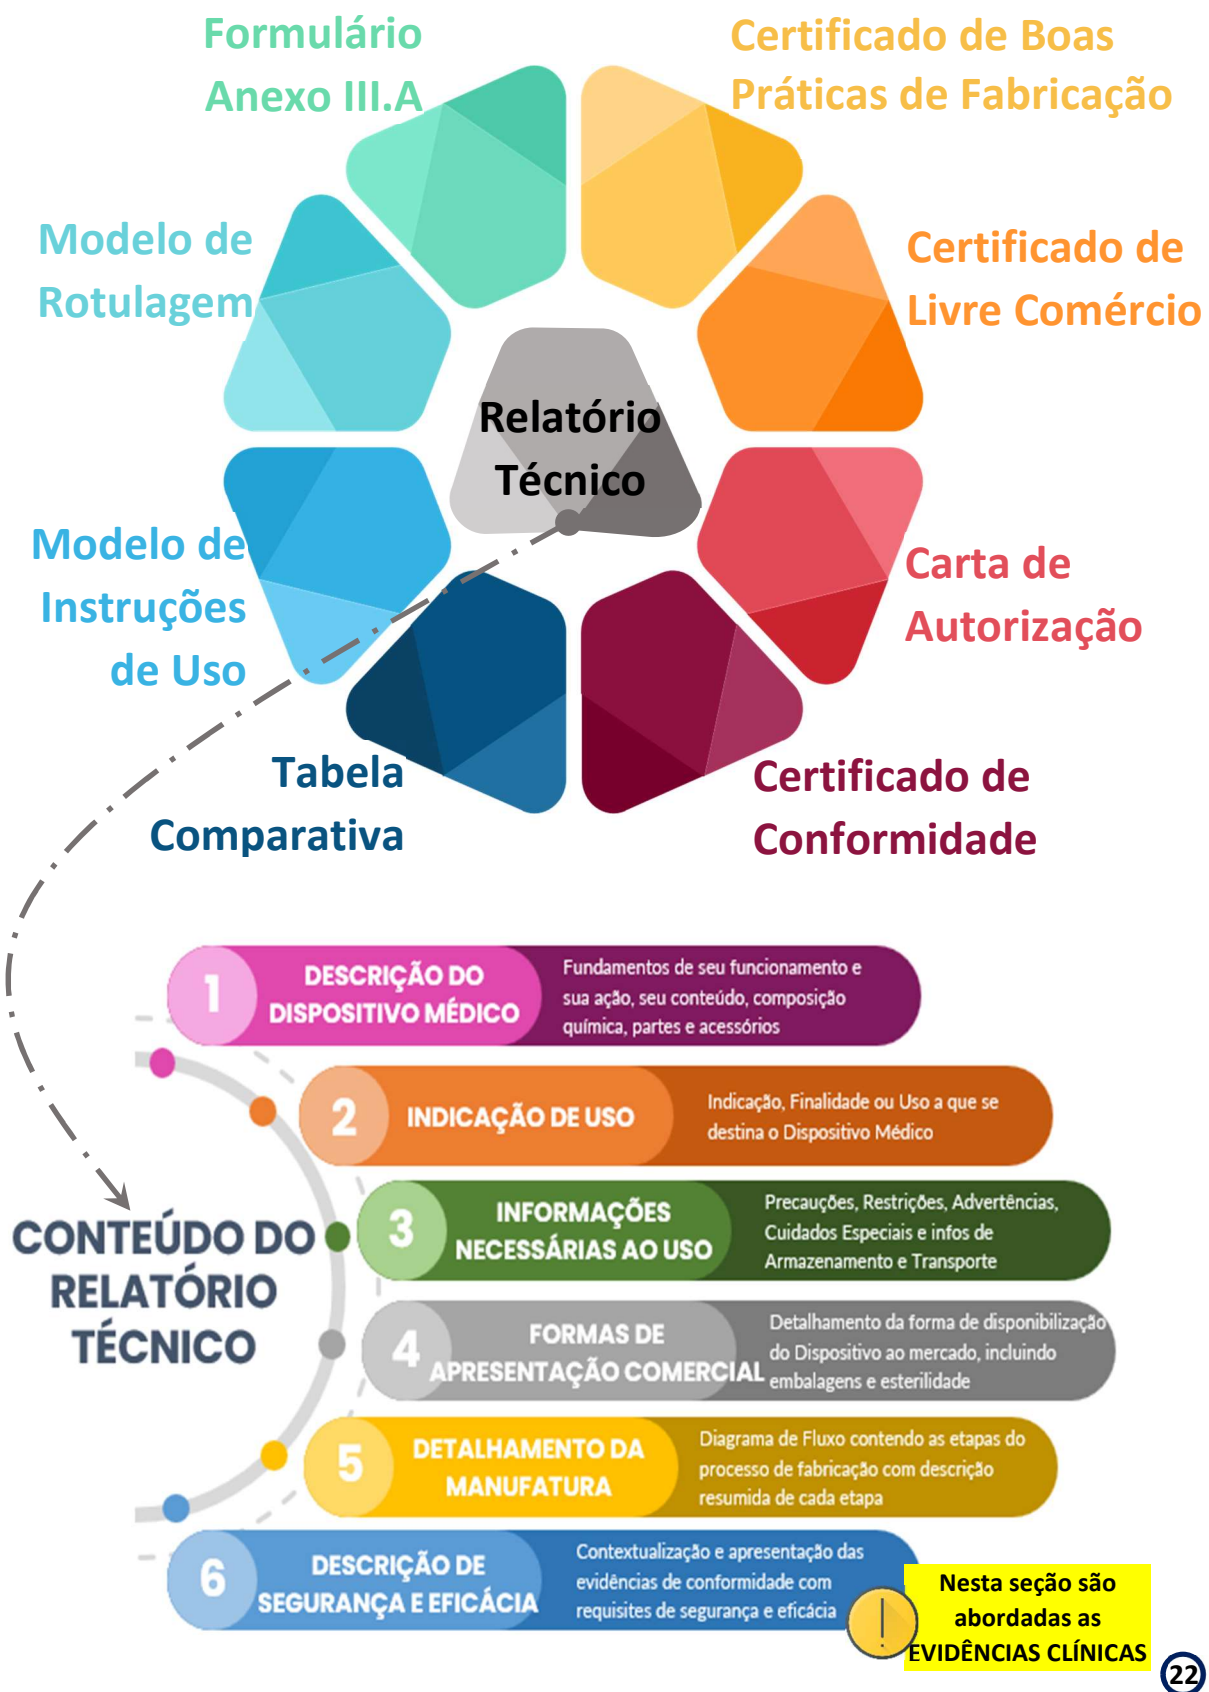 Formulário
Anexo III.A
Certificado de Boas
Práticas de Fabricação
Modelo de
Rotulagem
Certificado de
Livre Comércio
Relatório
Técnico
Modelo de
Instruções
de Uso
Carta de
Autorização
Tabela
Comparativa
Certificado de
Conformidade
1
DESCRIÇÃO DO
DISPOSITIVO MÉDICO
Fundamentos de seu funcionamento e
sua ação, seu conteúdo, composição
química, partes e acessórios
2
INDICAÇÃO DE USO
Indicação, Finalidade ou Uso a que se
destina o Dispositivo Médico
CONTEÚDO DO
RELATÓRIO
TÉCNICO
3
INFORMAÇÕES
NECESSÁRIAS AO USO
Precauções, Restrições, Advertências,
Cuidados Especiais e infos de
Armazenamento e Transporte
4
FORMAS DE
APRESENTAÇÃO COMERCIAL
Detalhamento da forma de disponibilização
do Dispositivo ao mercado, incluindo
embalagens e esterilidade
5
DETALHAMENTO DA
MANUFATURA
Diagrama de Fluxo contendo as etapas do
processo de fabricação com descrição
resumida de cada etapa
6
DESCRIÇÃO DE
SEGURANÇA E EFICÁCIA
Contextualização e apresentação das
evidências de conformidade com
requisites de segurança e eficácia
Nesta seção são
abordadas as
EVIDÊNCIAS CLÍNICAS
22